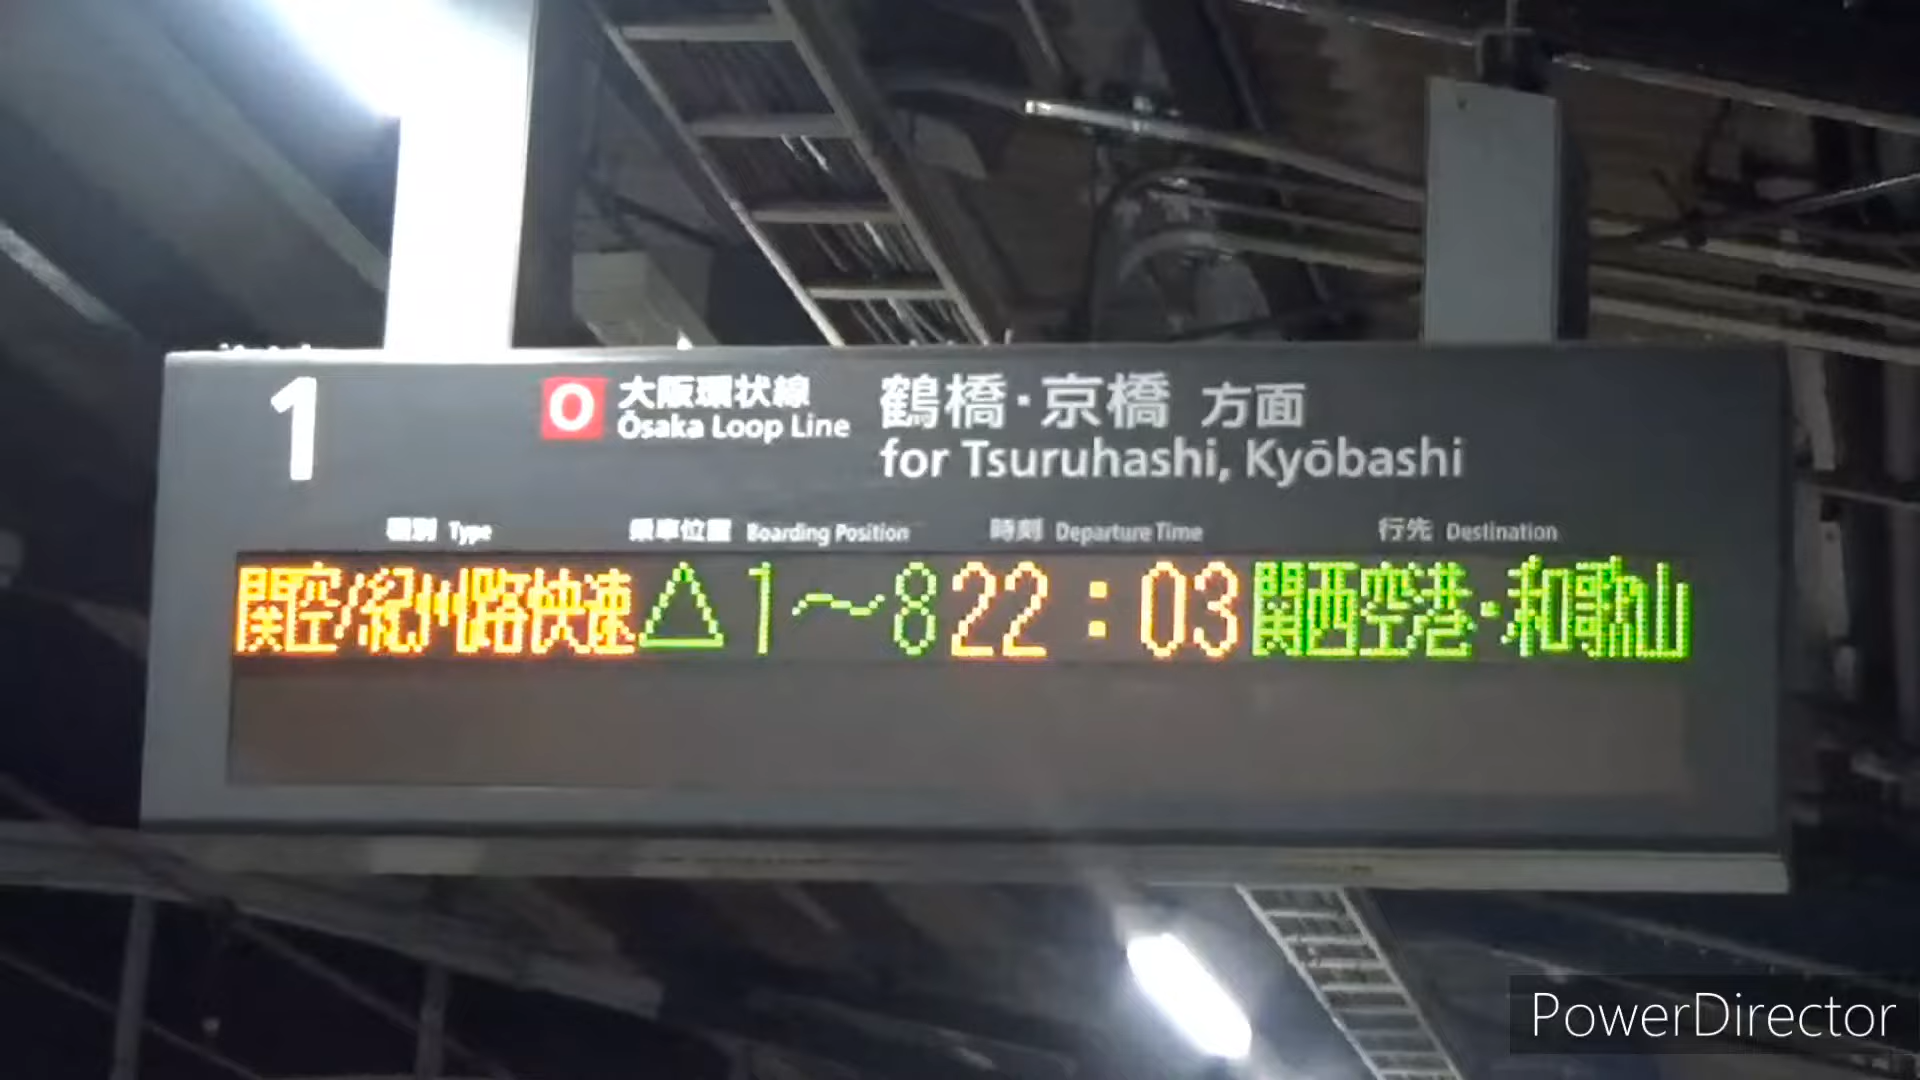 1
O 大阪環状線 鶴橋・京橋 方面
Ōsaka Loop Line for Tsuruhashi, Kyōbashi
種別 Type 乗車位置 Boarding Position 時刻 Departure Time 行先 Destination
関空/紀州路快速 △ 1～8 22:03 関西空港・和歌山
PowerDirector